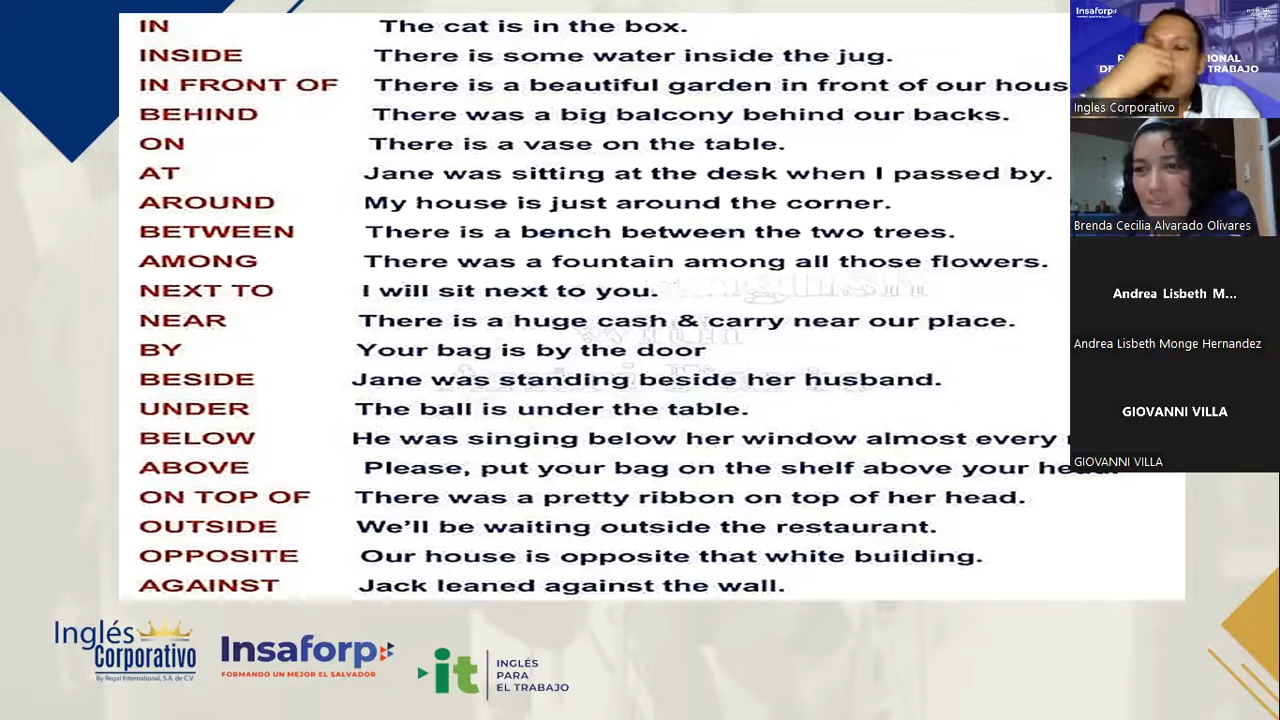 IN The cat is in the box.
INSIDE There is some water inside the jug.
IN FRONT OF There is a beautiful garden in front of our hous
BEHIND There was a big balcony behind our backs.
ON There is a vase on the table.
AT Jane was sitting at the desk when I passed by.
AROUND My house is just around the corner.
BETWEEN There is a bench between the two trees.
AMONG There was a fountain among all those flowers.
NEXT TO I will sit next to you.
NEAR There is a huge cash & carry near our place.
BY Your bag is by the door
BESIDE Jane was standing beside her husband.
UNDER The ball is under the table.
BELOW He was singing below her window almost every
ABOVE Please, put your bag on the shelf above your
ON TOP OF There was a pretty ribbon on top of her head.
OUTSIDE We'll be waiting outside the restaurant.
OPPOSITE Our house is opposite that white building.
AGAINST Jack leaned against the wall.
Inglés
Corporativo
By Regal International, S.A. de C.V.
Insaforp
FORMANDO UN MEJOR EL SALVADOR
it
INGLÉS
PARA
EL TRABAJO
Insaforp
IONAL
TRABAJO
Ingles Corporativo
Brenda Cecilia Alvarado Olivares
Andrea Lisbeth M...
Andrea Lisbeth Monge Hernandez
GIOVANNI VILLA
GIOVANNI VILLA